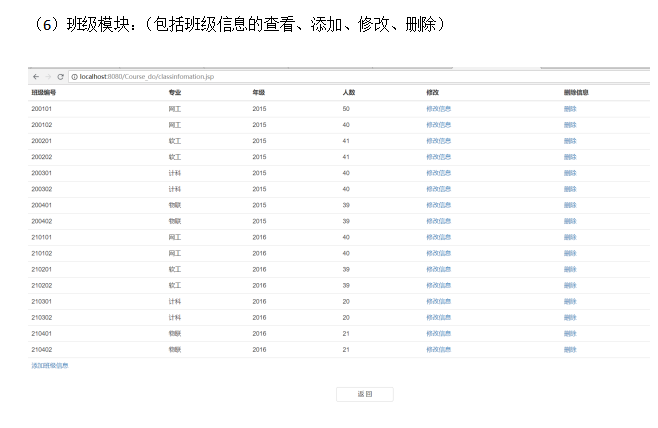 （6）班级模块：（包括班级信息的查看、添加、修改、删除）
localhost:8080/Course_do/classinfomation.jsp
班级编号 专业 年级 人数 修改 删除信息
200101 网工 2015 50 修改信息 删除
200102 网工 2015 40 修改信息 删除
200201 软工 2015 41 修改信息 删除
200202 软工 2015 41 修改信息 删除
200301 计科 2015 40 修改信息 删除
200302 计科 2015 40 修改信息 删除
200401 物联 2015 39 修改信息 删除
200402 物联 2015 39 修改信息 删除
210101 网工 2016 40 修改信息 删除
210102 网工 2016 40 修改信息 删除
210201 软工 2016 39 修改信息 删除
210202 软工 2016 39 修改信息 删除
210301 计科 2016 20 修改信息 删除
210302 计科 2016 20 修改信息 删除
210401 物联 2016 21 修改信息 删除
210402 物联 2016 21 修改信息 删除
添加班级信息
返 回